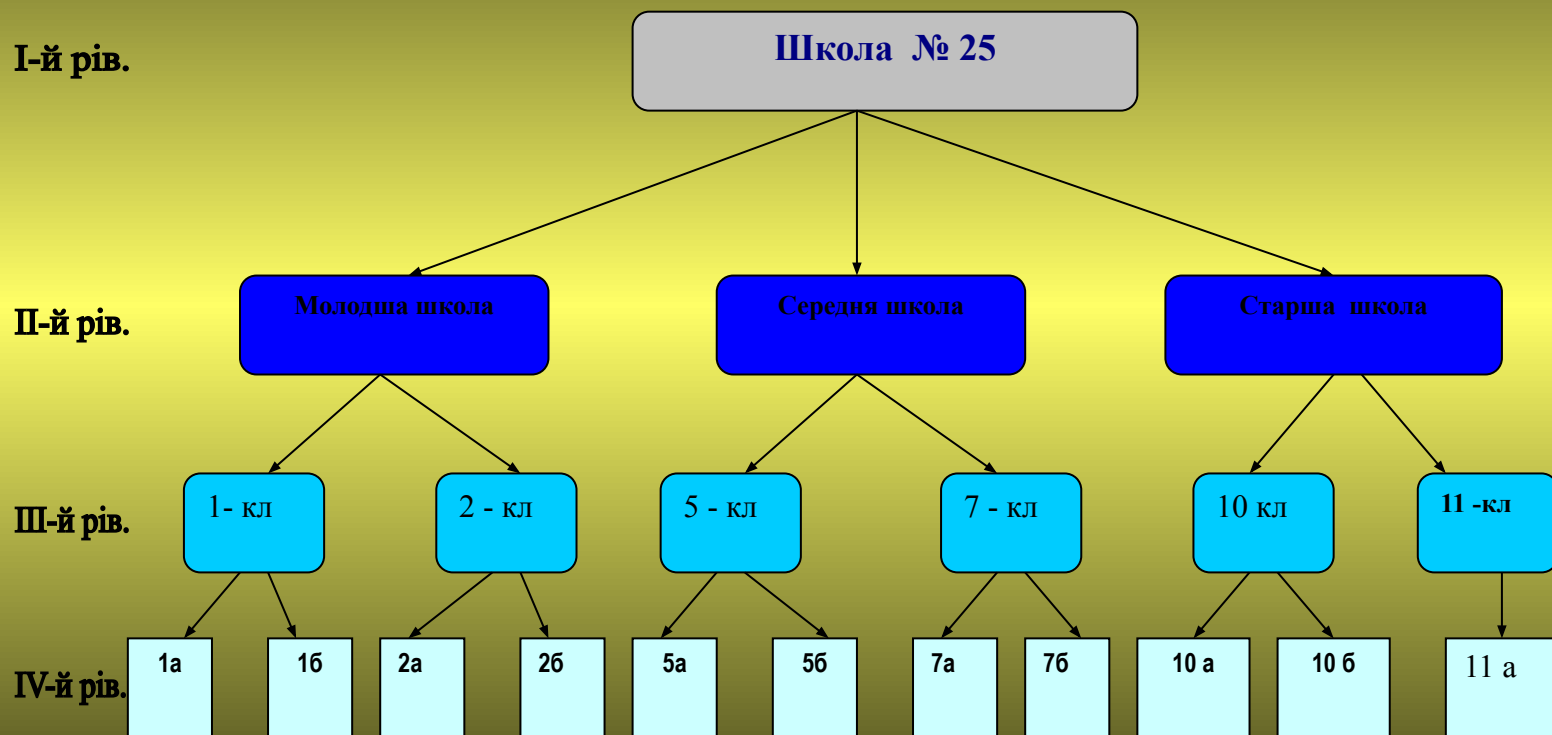 І-й рів.
Школа № 25
ІІ-й рів.
Молодша школа
Середня школа
Старша школа
ІІІ-й рів.
1- кл
2 - кл
5 - кл
7 - кл
10 кл
11 -кл
ІV-й рів.
1а
1б
2а
2б
5а
5б
7а
7б
10 а
10 б
11 а